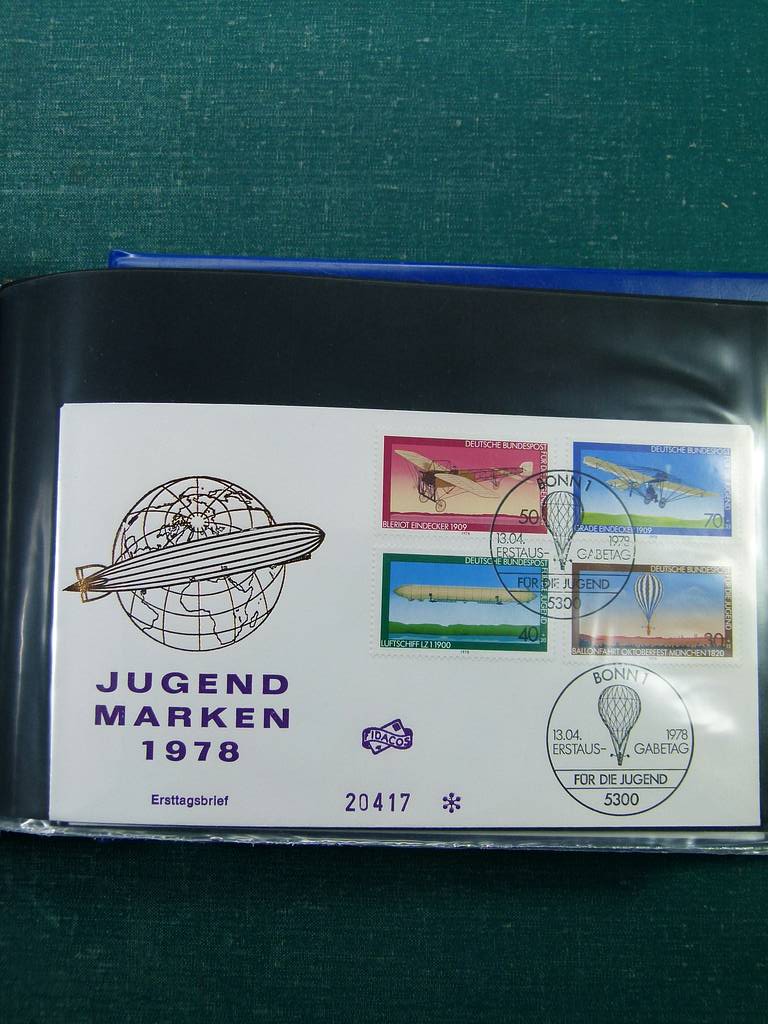 JUGEND
MARKEN
1978
Ersttagsbrief
FIDACOS
20417
DEUTSCHE BUNDESPOST
50
BLERIOT EINDECKER 1909
DEUTSCHE BUNDESPOST
70
GRADE EINDECKER 1909
DEUTSCHE BUNDESPOST
40
LUFTSCHIFF LZ 1 1900
DEUTSCHE BUNDESPOST
30
BALLONFAHRT OKTOBERFEST MÜNCHEN 1820
BONN 1
13.04. 1978
ERSTAUS- GABETAG
FÜR DIE JUGEND
5300
BONN 1
13.04. 1978
ERSTAUS- GABETAG
FÜR DIE JUGEND
5300